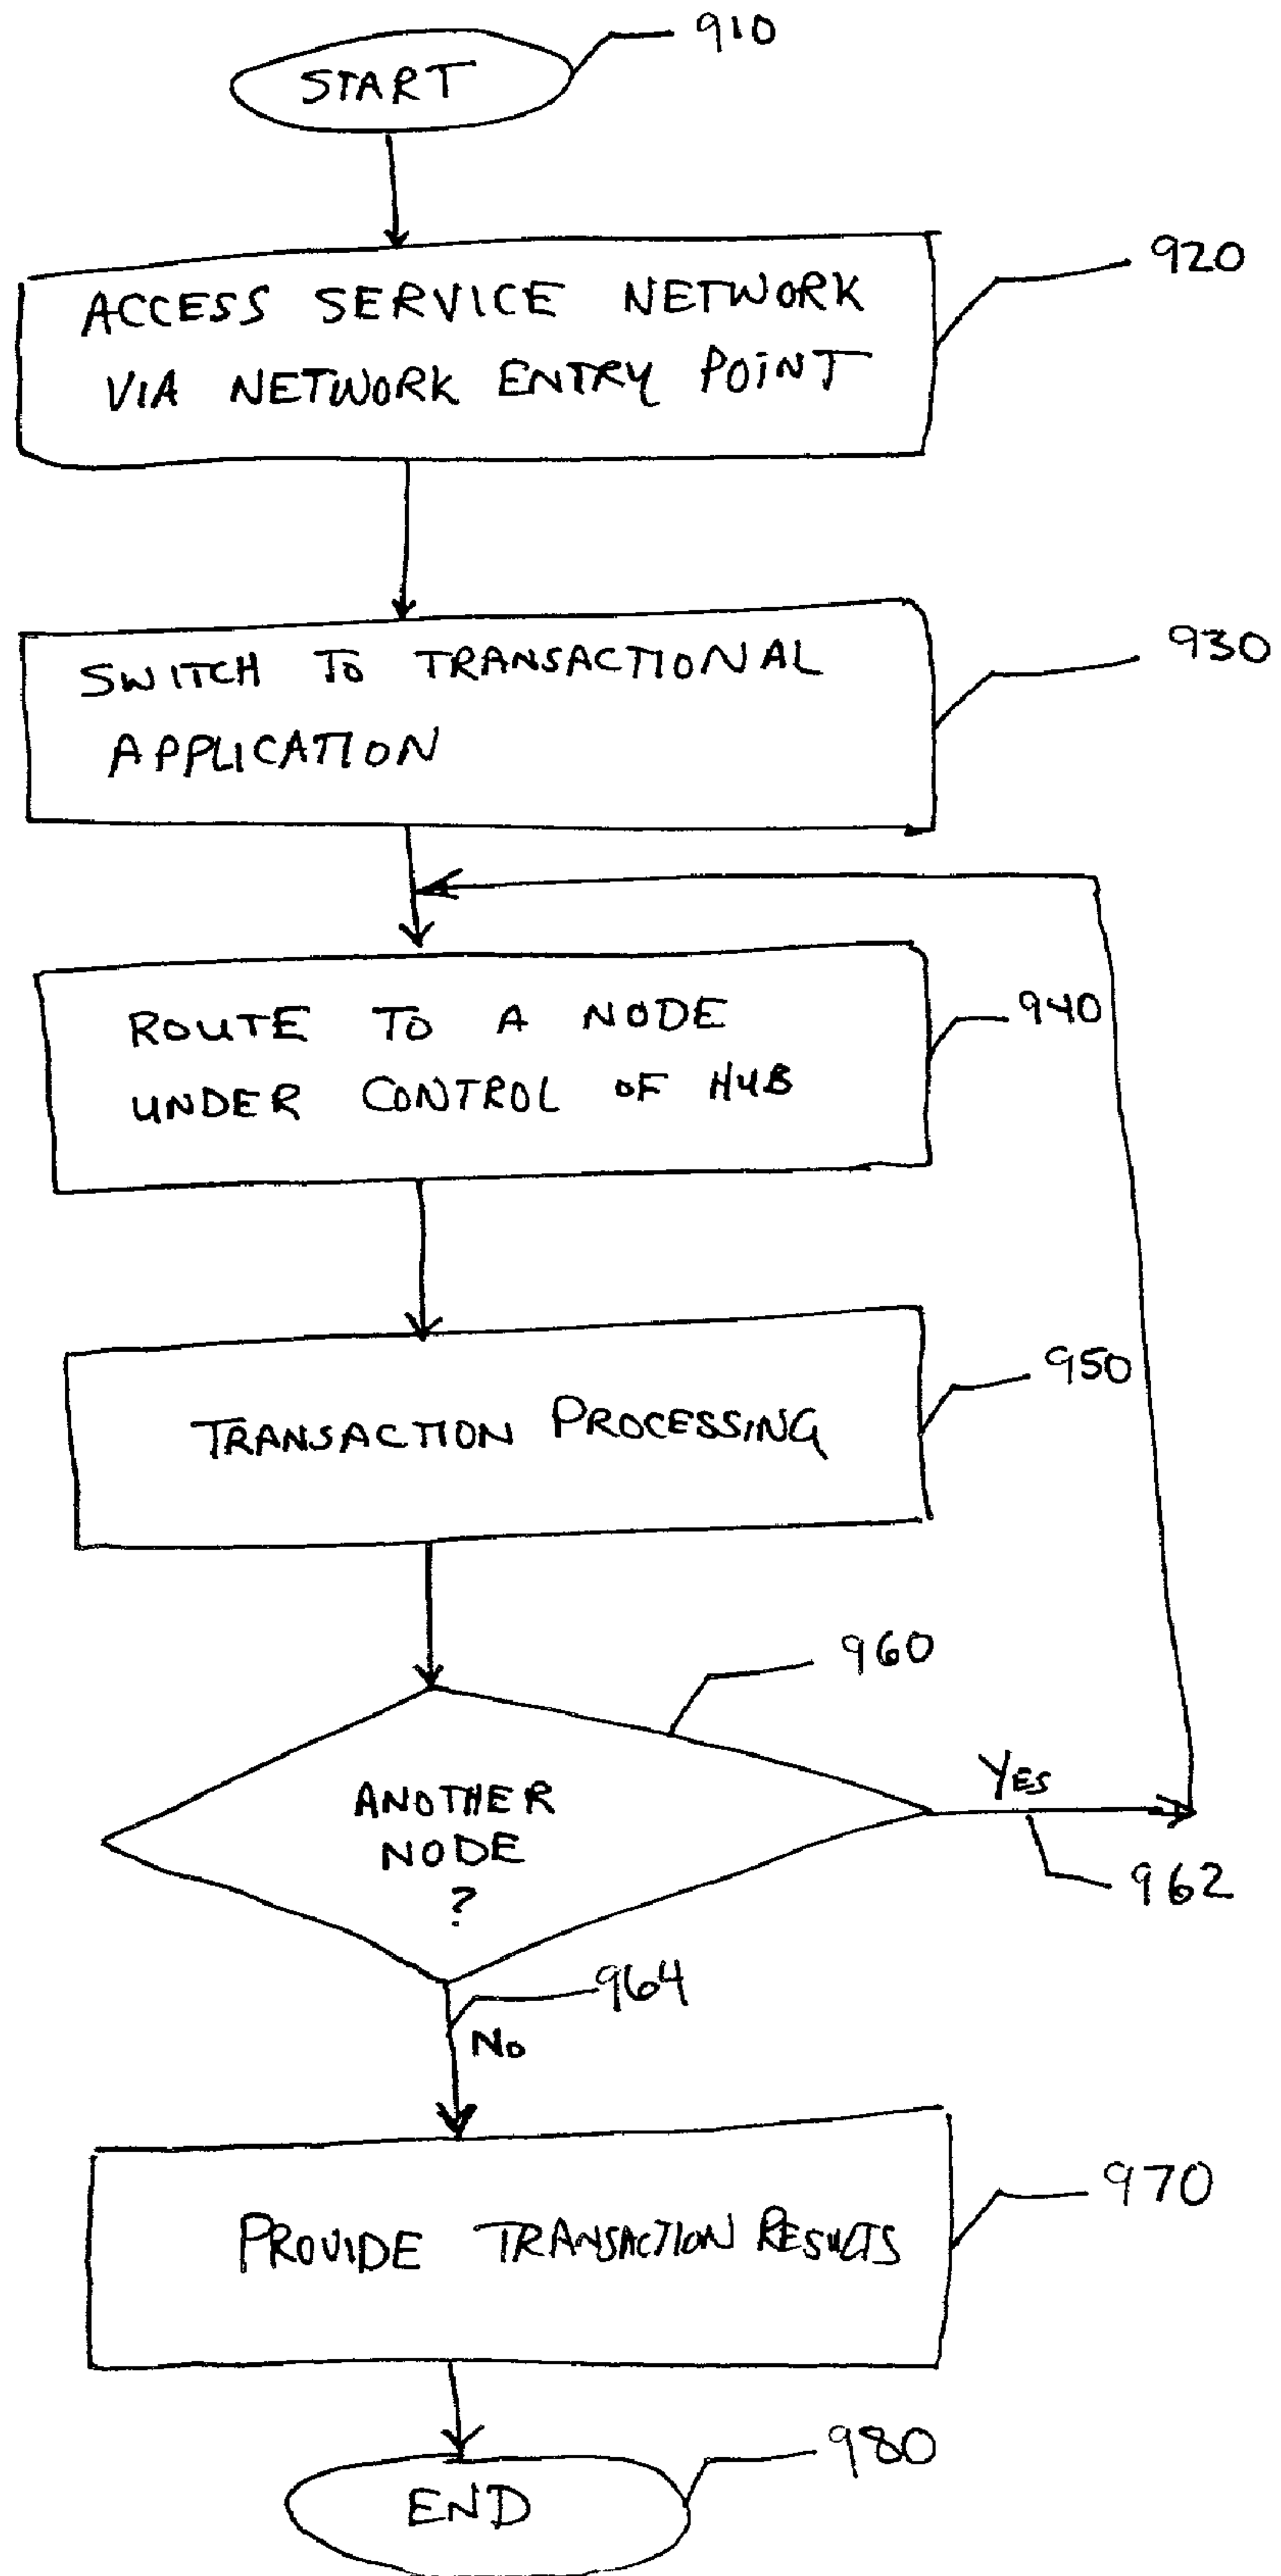 910
START
920
ACCESS SERVICE NETWORK
VIA NETWORK ENTRY POINT
930
SWITCH TO TRANSACTIONAL
APPLICATION
940
ROUTE TO A NODE
UNDER CONTROL OF HUB
950
TRANSACTION PROCESSING
960
ANOTHER
NODE
?
YES
962
964
NO
970
PROVIDE TRANSACTION RESULTS
980
END